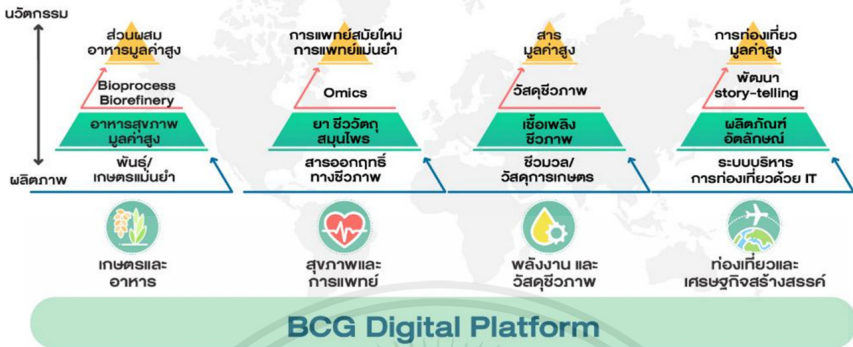 นวัตกรรม
ผลิตภาพ
ส่วนผสม
อาหารมูลค่าสูง
Bioprocess
Biorefinery
อาหารสุขภาพ
มูลค่าสูง
พันธุ์/
เกษตรแม่นยำ
เกษตรและ
อาหาร
การแพทย์สมัยใหม่
การแพทย์แม่นยำ
Omics
ยา ชีววัตถุ
สมุนไพร
สารออกฤทธิ์
ทางชีวภาพ
สุขภาพและ
การแพทย์
สาร
มูลค่าสูง
วัสดุชีวภาพ
เชื้อเพลิง
ชีวภาพ
ชีวมวล/
วัสดุการเกษตร
พลังงาน และ
วัสดุชีวภาพ
การท่องเที่ยว
มูลค่าสูง
พัฒนา
story-telling
ผลิตภัณฑ์
อัตลักษณ์
ระบบบริหาร
การท่องเที่ยวด้วย IT
ท่องเที่ยวและ
เศรษฐกิจสร้างสรรค์
BCG Digital Platform